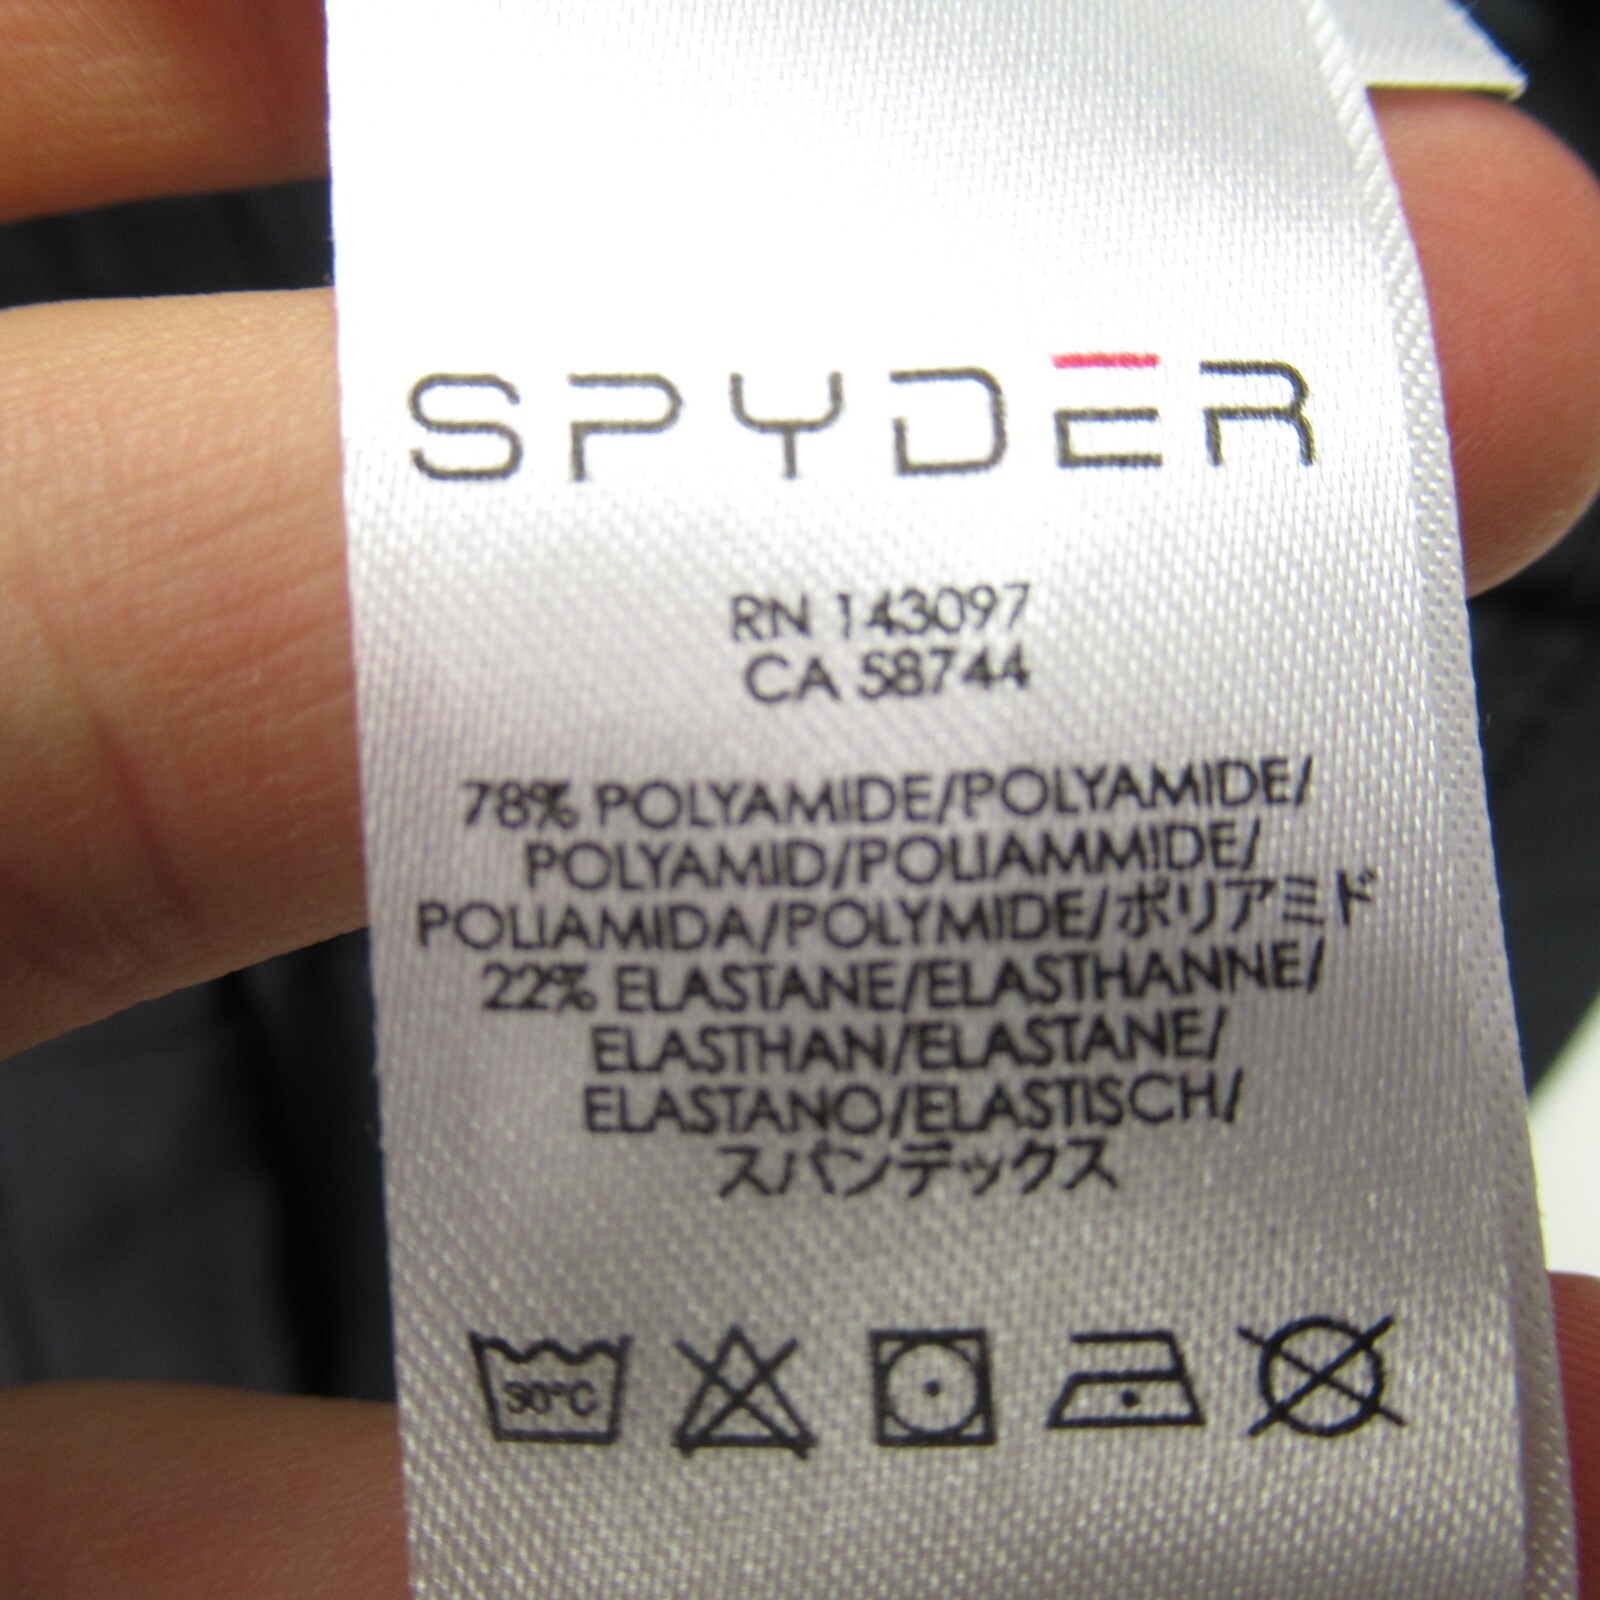 SPYDER
RN 143097
CA 58744
78% POLYAMIDE/POLYAMIDE/
POLYAMID/POLIAMMIDE/
POLIAMIDA/POLYMIDE/ポリアミド
22% ELASTANE/ELASTHANNE/
ELASTHAN/ELASTANE/
ELASTANO/ELASTISCH/
スパンデックス
30°C